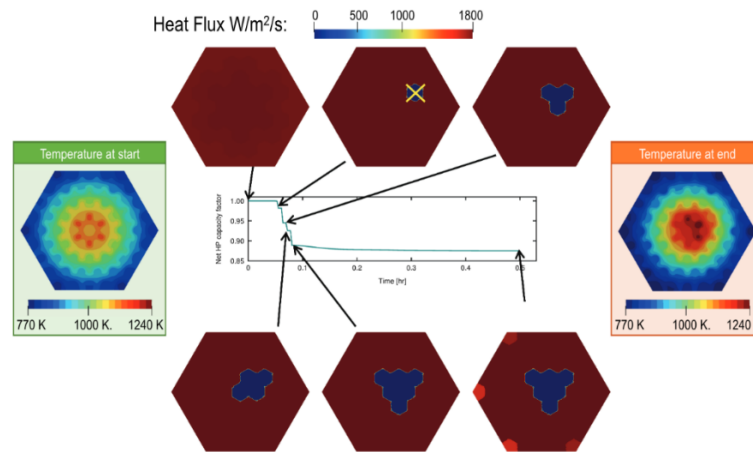 Heat Flux W/m²/s:
0 500 1000 1800
Temperature at start
770 K 1000 K. 1240 K
Temperature at end
770 K 1000 K. 1240
Net HP capacity factor
1.00
0.95
0.90
0.85
0 0.1 0.2 0.3 0.4 0.5
Time [hr]